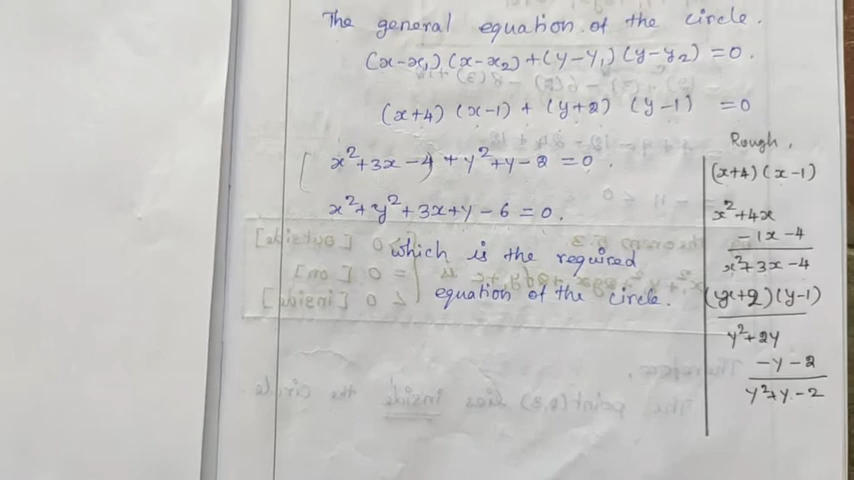 The general equation of the circle.
(x-x₁)(x-x₂)+(y-y₁)(y-y₂)=0.
(x+4)(x-1)+(y+2)(y-1)=0
x²+3x-4+y²+y-2=0.
x²+y²+3x+y-6=0.
which is the required
equation of the circle.
Rough,
(x+4)(x-1)
x²+4x
-1x-4
x²+3x-4
(y+2)(y-1)
y²+2y
-y-2
y²+y-2